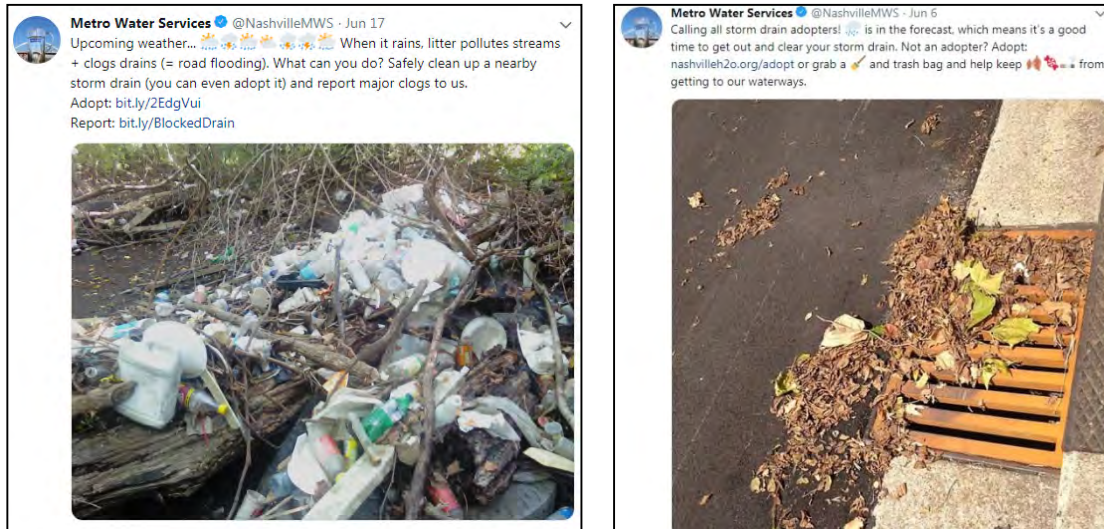 Metro Water Services @NashvilleMWS · Jun 17
Upcoming weather... 🌦️🌧️🌦️🌥️⛈️⛈️🌦️ When it rains, litter pollutes streams
+ clogs drains (= road flooding). What can you do? Safely clean up a nearby
storm drain (you can even adopt it) and report major clogs to us.
Adopt: bit.ly/2EdgVui
Report: bit.ly/BlockedDrain
Metro Water Services @NashvilleMWS · Jun 6
Calling all storm drain adopters! 🌧️ is in the forecast, which means it's a good
time to get out and clear your storm drain. Not an adopter? Adopt:
nashvilleh2o.org/adopt or grab a 🧹 and trash bag and help keep 🍂🍬🚬 from
getting to our waterways.